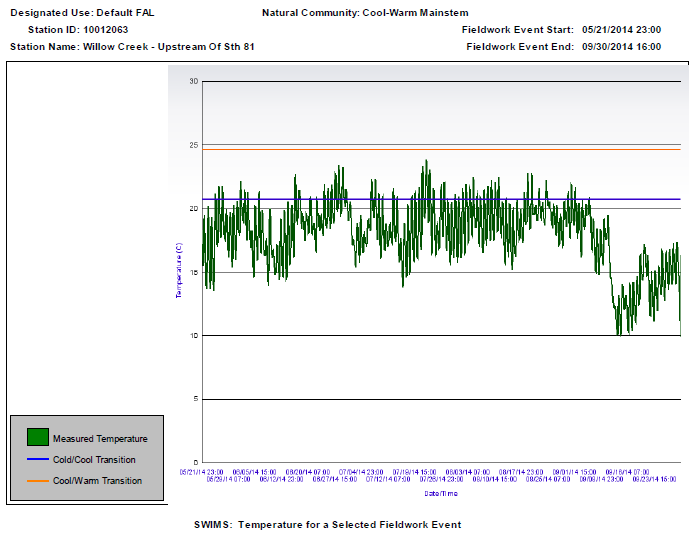 Designated Use: Default FAL
Natural Community: Cool-Warm Mainstem
Station ID: 10012063
Fieldwork Event Start: 05/21/2014 23:00
Station Name: Willow Creek - Upstream Of Sth 81
Fieldwork Event End: 09/30/2014 16:00
30
25
20
15
10
5
0
Temperature (C)
05/21/14 23:00 06/05/14 15:00 06/20/14 07:00 07/04/14 23:00 07/19/14 15:00 08/03/14 07:00 08/17/14 23:00 09/01/14 15:00 09/16/14 07:00
05/29/14 07:00 06/12/14 23:00 06/27/14 15:00 07/12/14 07:00 07/26/14 23:00 08/10/14 15:00 08/25/14 07:00 09/08/14 23:00 09/23/14 15:00
Date/Time
Measured Temperature
Cold/Cool Transition
Cool/Warm Transition
SWIMS: Temperature for a Selected Fieldwork Event